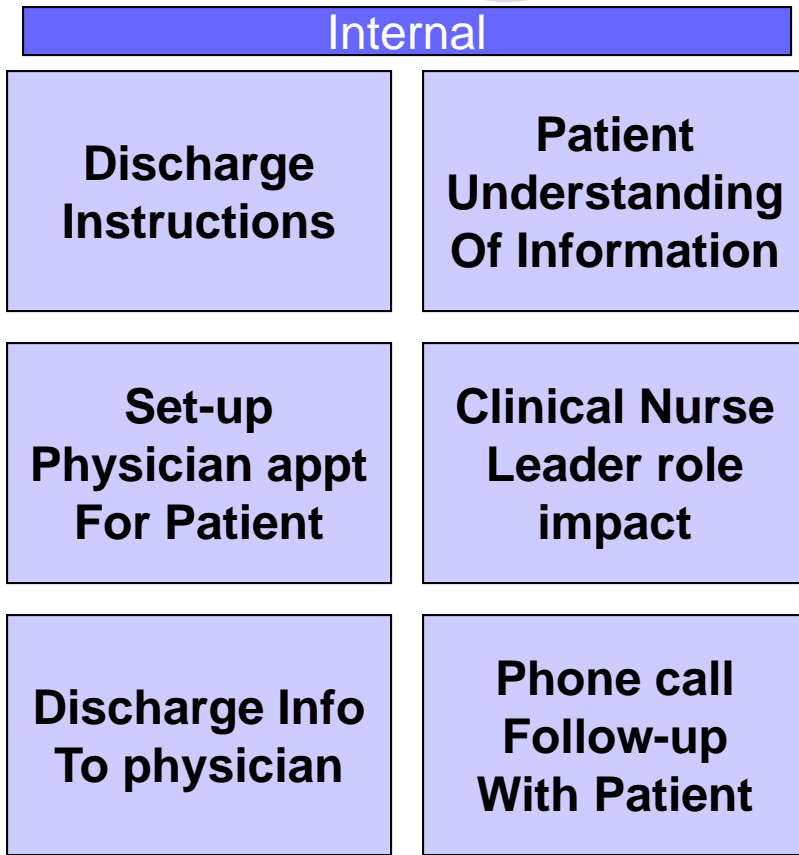 Internal
Discharge
Instructions
Patient
Understanding
Of Information
Set-up
Physician appt
For Patient
Clinical Nurse
Leader role
impact
Discharge Info
To physician
Phone call
Follow-up
With Patient